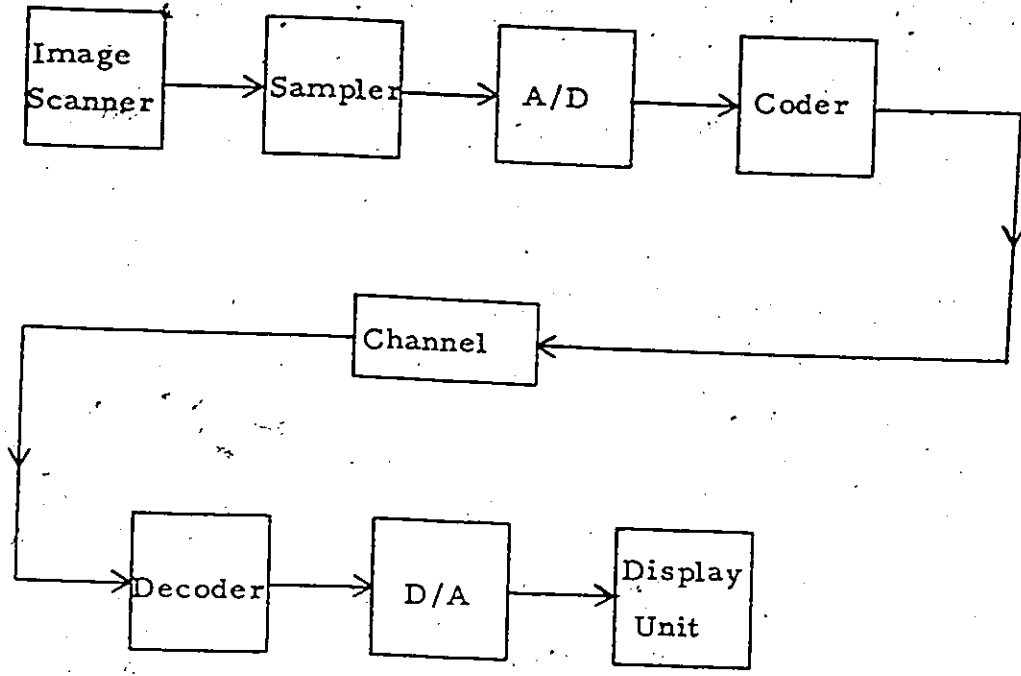 Image
Scanner
Sampler
A/D
Coder
Channel
Decoder
D/A
Display
Unit